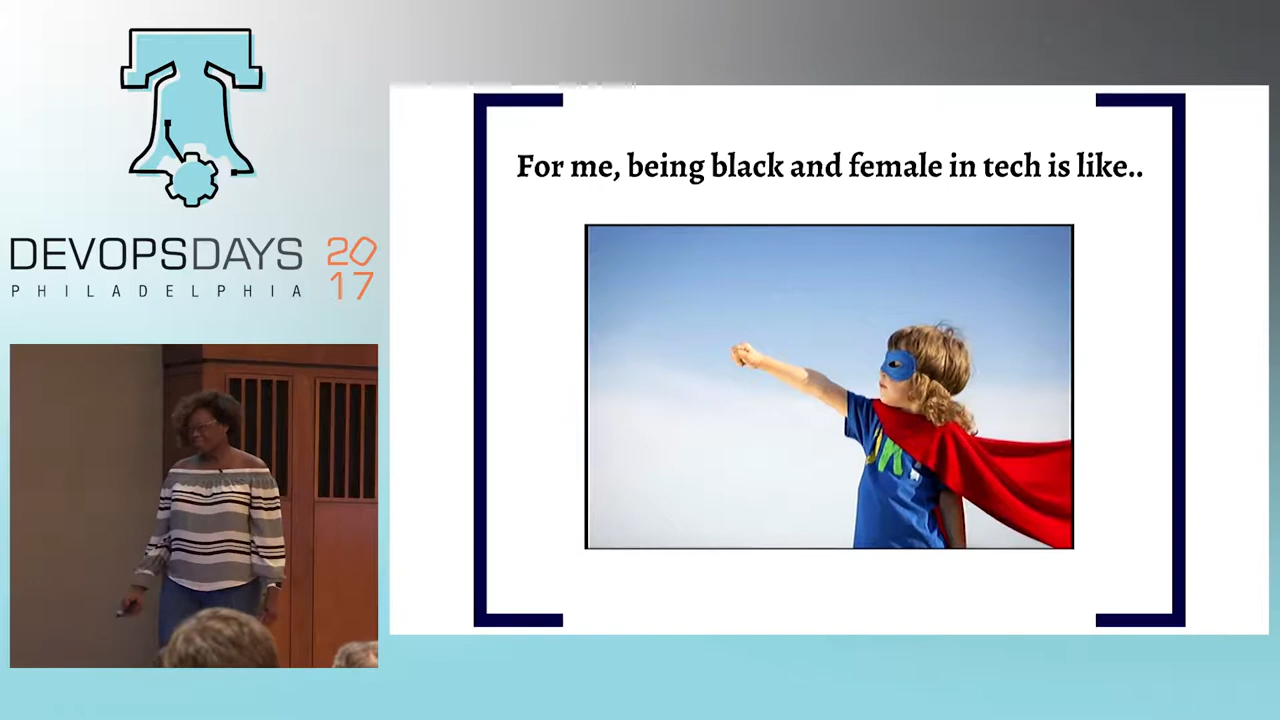 DEVOPSDAYS 2017
PHILADELPHIA
For me, being black and female in tech is like..